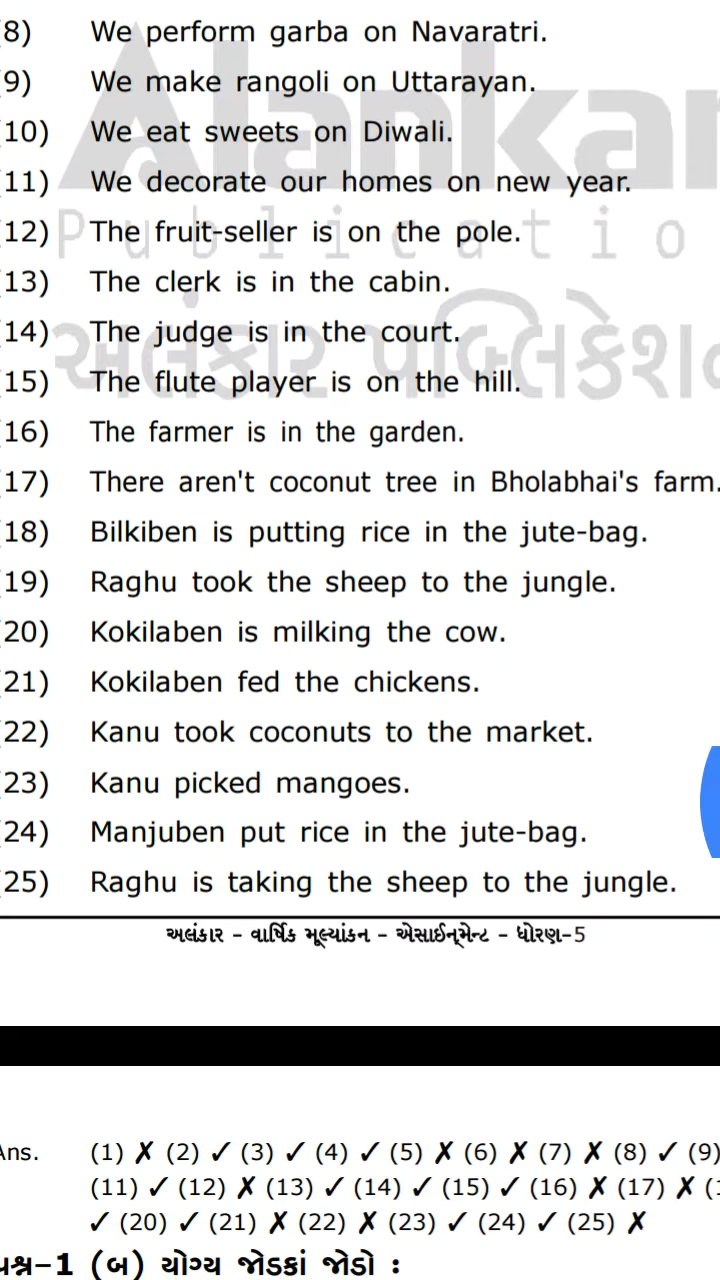 (8) We perform garba on Navaratri.
(9) We make rangoli on Uttarayan.
(10) We eat sweets on Diwali.
(11) We decorate our homes on new year.
(12) The fruit-seller is on the pole.
(13) The clerk is in the cabin.
(14) The judge is in the court.
(15) The flute player is on the hill.
(16) The farmer is in the garden.
(17) There aren't coconut tree in Bholabhai's farm.
(18) Bilkiben is putting rice in the jute-bag.
(19) Raghu took the sheep to the jungle.
(20) Kokilaben is milking the cow.
(21) Kokilaben fed the chickens.
(22) Kanu took coconuts to the market.
(23) Kanu picked mangoes.
(24) Manjuben put rice in the jute-bag.
(25) Raghu is taking the sheep to the jungle.
Alankar
Publicatio
અલંકાર પબ્લિકેશન
અલંકાર – વાર્ષિક મૂલ્યાંકન – એસાઈનમેન્ટ – ધોરણ–5
Ans. (1) ✗ (2) ✓ (3) ✓ (4) ✓ (5) ✗ (6) ✗ (7) ✗ (8) ✓ (9)
(11) ✓ (12) ✗ (13) ✓ (14) ✓ (15) ✓ (16) ✗ (17) ✗
✓ (20) ✓ (21) ✗ (22) ✗ (23) ✓ (24) ✓ (25) ✗
પ્રશ્ન–1 (બ) યોગ્ય જોડકાં જોડો :